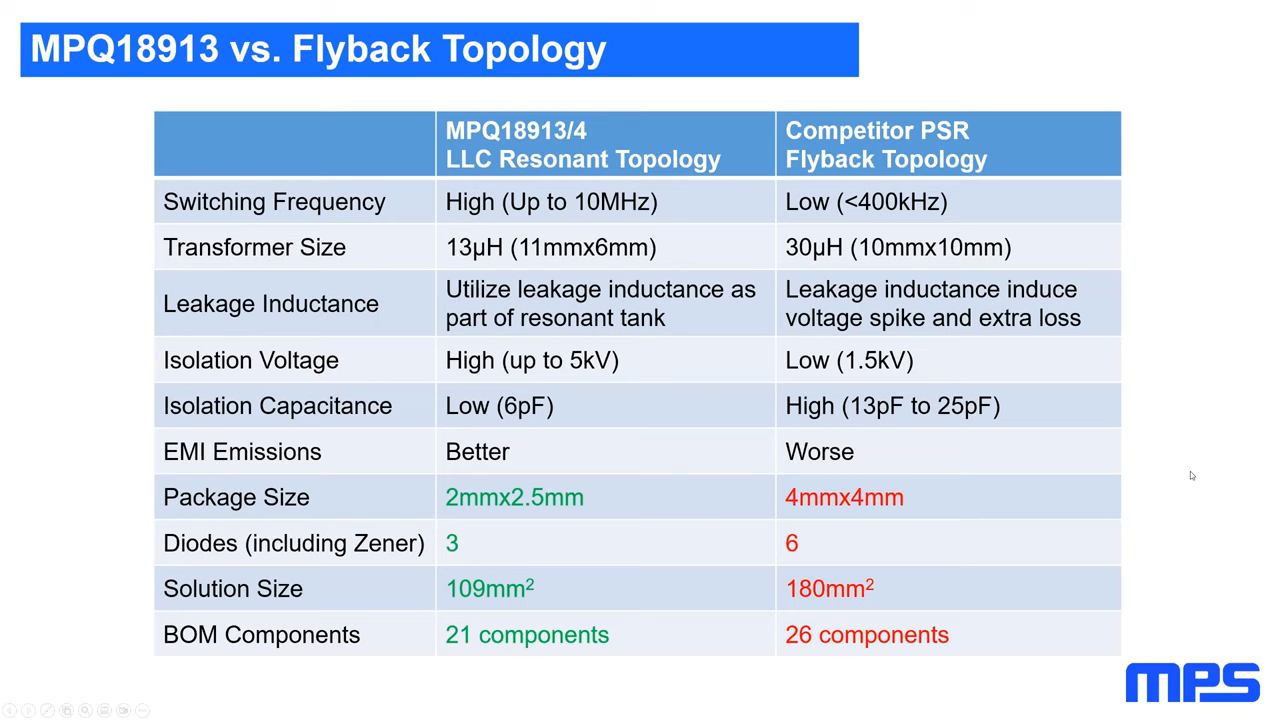 MPQ18913 vs. Flyback Topology
MPQ18913/4
LLC Resonant Topology
Competitor PSR
Flyback Topology
Switching Frequency
High (Up to 10MHz)
Low (<400kHz)
Transformer Size
13µH (11mmx6mm)
30µH (10mmx10mm)
Leakage Inductance
Utilize leakage inductance as
part of resonant tank
Leakage inductance induce
voltage spike and extra loss
Isolation Voltage
High (up to 5kV)
Low (1.5kV)
Isolation Capacitance
Low (6pF)
High (13pF to 25pF)
EMI Emissions
Better
Worse
Package Size
2mmx2.5mm
4mmx4mm
Diodes (including Zener)
3
6
Solution Size
109mm²
180mm²
BOM Components
21 components
26 components
mPS